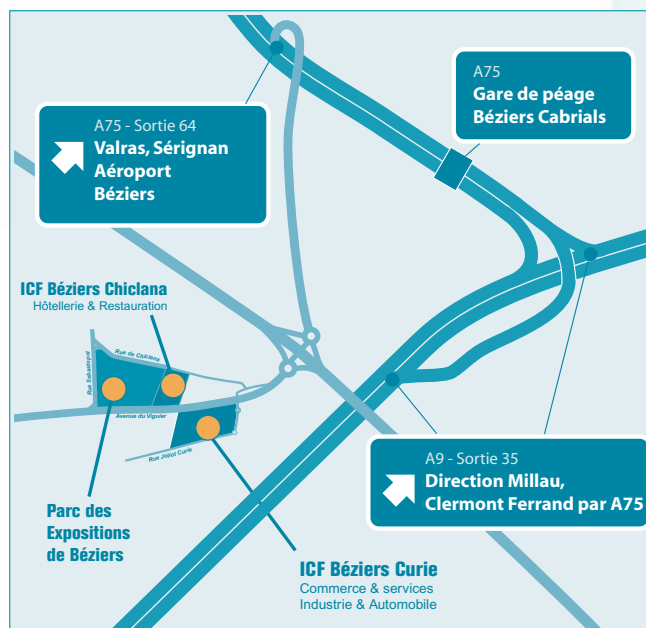 A75
Gare de péage
Béziers Cabrials
A75 - Sortie 64
Valras, Sérignan
Aéroport
Béziers
ICF Béziers Chiclana
Hôtellerie & Restauration
Rue Sébastopol
Rue de Chiclana
Avenue du Viguier
Rue Joliot Curie
A9 - Sortie 35
Direction Millau,
Clermont Ferrand par A75
Parc des
Expositions
de Béziers
ICF Béziers Curie
Commerce & services
Industrie & Automobile